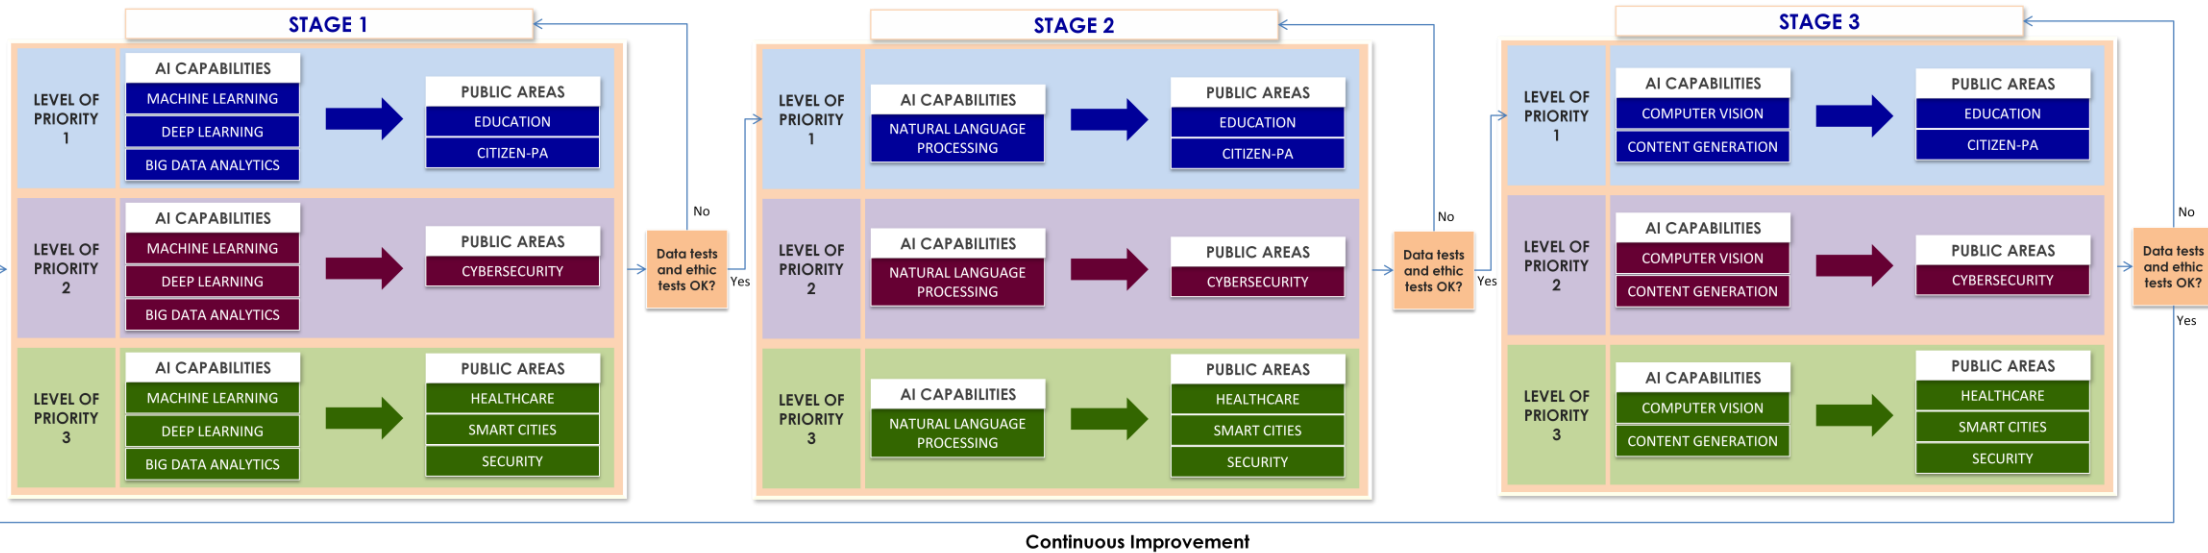 STAGE 1
LEVEL OF
PRIORITY
1
AI CAPABILITIES
MACHINE LEARNING
DEEP LEARNING
BIG DATA ANALYTICS
PUBLIC AREAS
EDUCATION
CITIZEN-PA
LEVEL OF
PRIORITY
2
AI CAPABILITIES
MACHINE LEARNING
DEEP LEARNING
BIG DATA ANALYTICS
PUBLIC AREAS
CYBERSECURITY
LEVEL OF
PRIORITY
3
AI CAPABILITIES
MACHINE LEARNING
DEEP LEARNING
BIG DATA ANALYTICS
PUBLIC AREAS
HEALTHCARE
SMART CITIES
SECURITY
No
Data tests
and ethic
tests OK?
Yes
STAGE 2
LEVEL OF
PRIORITY
1
AI CAPABILITIES
NATURAL LANGUAGE
PROCESSING
PUBLIC AREAS
EDUCATION
CITIZEN-PA
LEVEL OF
PRIORITY
2
AI CAPABILITIES
NATURAL LANGUAGE
PROCESSING
PUBLIC AREAS
CYBERSECURITY
LEVEL OF
PRIORITY
3
AI CAPABILITIES
NATURAL LANGUAGE
PROCESSING
PUBLIC AREAS
HEALTHCARE
SMART CITIES
SECURITY
No
Data tests
and ethic
tests OK?
Yes
STAGE 3
LEVEL OF
PRIORITY
1
AI CAPABILITIES
COMPUTER VISION
CONTENT GENERATION
PUBLIC AREAS
EDUCATION
CITIZEN-PA
LEVEL OF
PRIORITY
2
AI CAPABILITIES
COMPUTER VISION
CONTENT GENERATION
PUBLIC AREAS
CYBERSECURITY
LEVEL OF
PRIORITY
3
AI CAPABILITIES
COMPUTER VISION
CONTENT GENERATION
PUBLIC AREAS
HEALTHCARE
SMART CITIES
SECURITY
No
Data tests
and ethic
tests OK?
Yes
Continuous Improvement